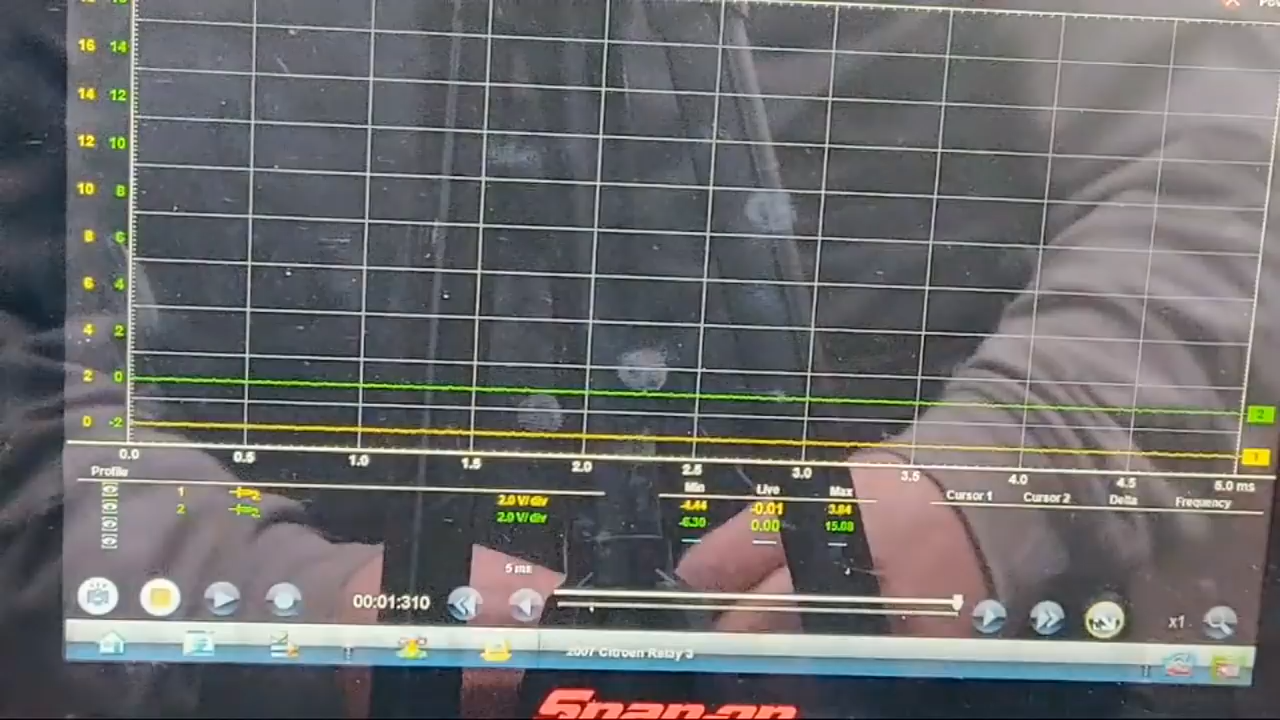 16 14
14 12
12 10
10 8
8 6
6 4
4 2
2 0
0 -2
2
1
0.0 0.5 1.0 1.5 2.0 2.5 3.0 3.5 4.0 4.5 5.0 ms
Profile Min Live Max Cursor 1 Cursor 2 Delta Frequency
1 2.0 V/div -4.44 -0.01 3.84
2 2.0 V/div -6.30 0.00 15.08
5 ms
00:01:310 x1
2007 Citroen Relay 3
Snap-on